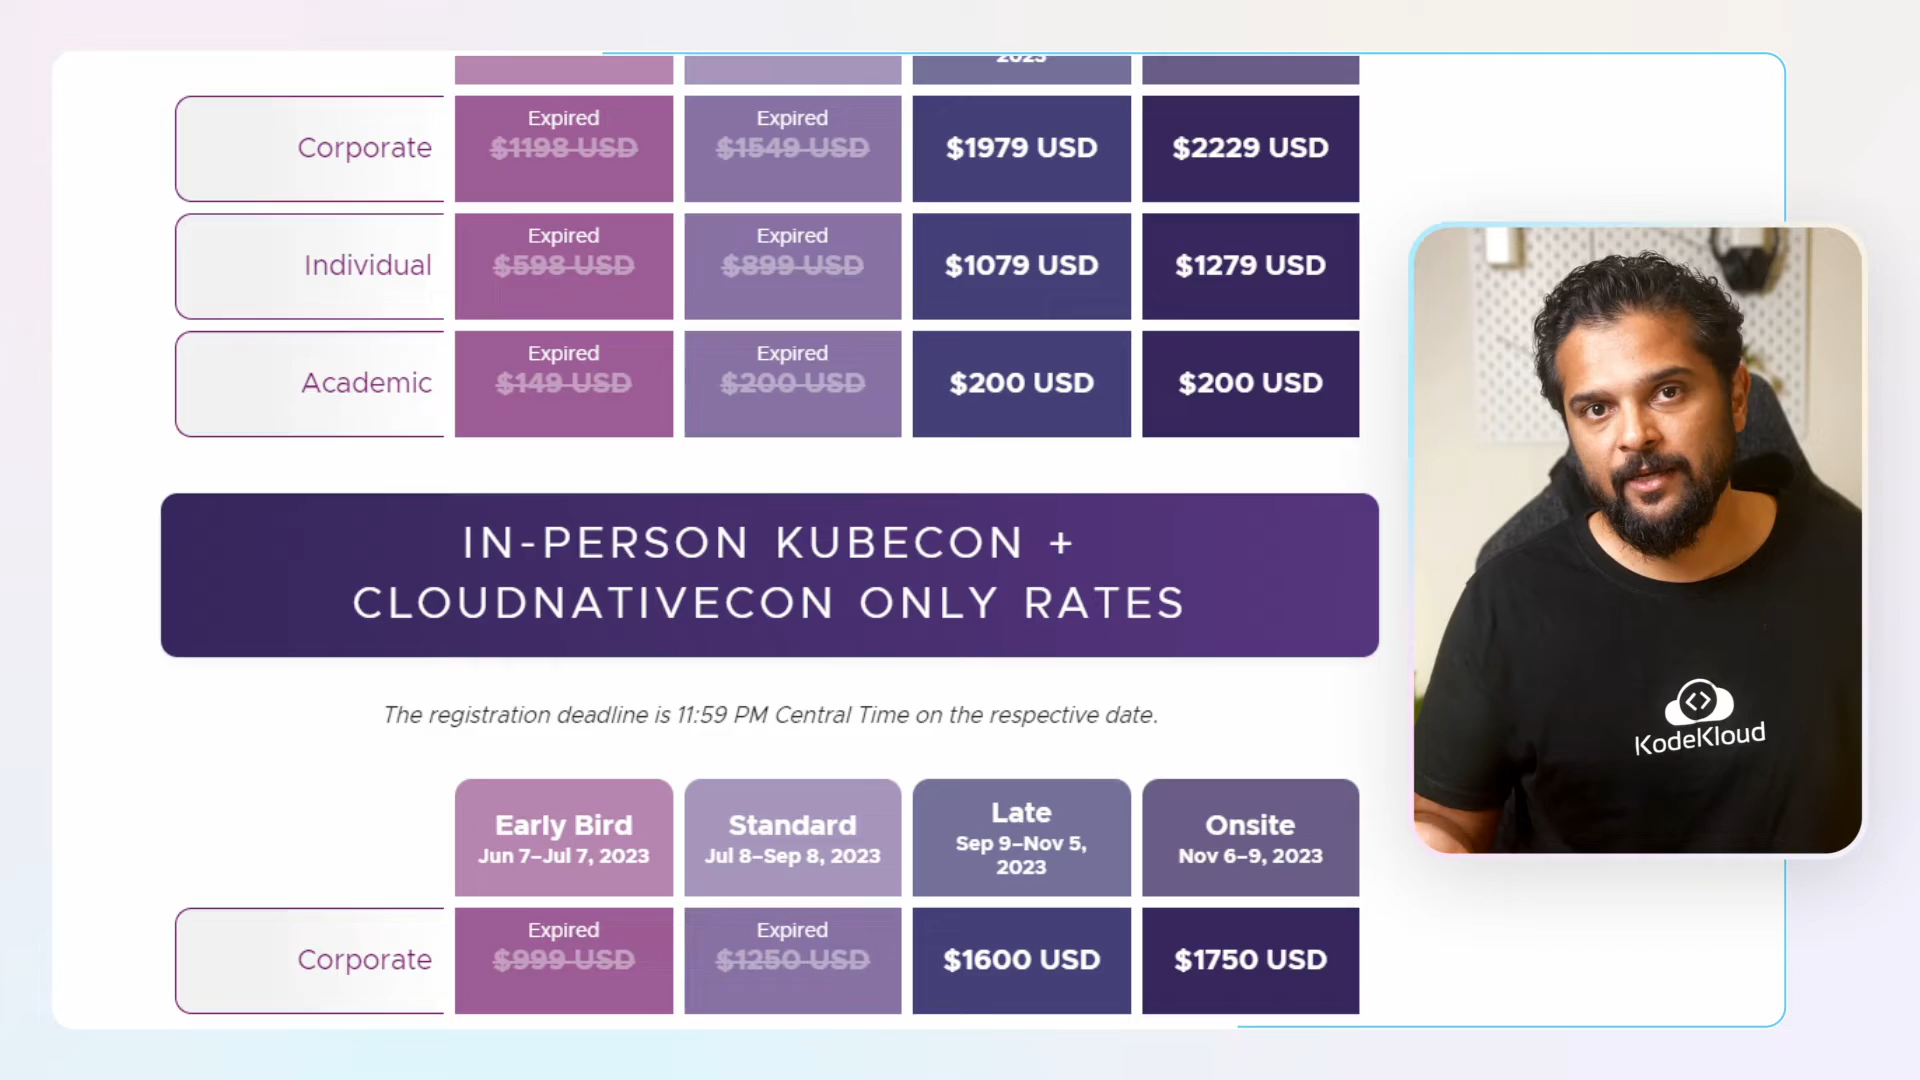 2023
Corporate
Expired
$1198 USD
Expired
$1549 USD
$1979 USD
$2229 USD
Individual
Expired
$598 USD
Expired
$899 USD
$1079 USD
$1279 USD
Academic
Expired
$149 USD
Expired
$200 USD
$200 USD
$200 USD
IN-PERSON KUBECON +
CLOUDNATIVECON ONLY RATES
The registration deadline is 11:59 PM Central Time on the respective date.
Early Bird
Jun 7–Jul 7, 2023
Standard
Jul 8–Sep 8, 2023
Late
Sep 9–Nov 5,
2023
Onsite
Nov 6–9, 2023
Corporate
Expired
$999 USD
Expired
$1250 USD
$1600 USD
$1750 USD
KodeKloud